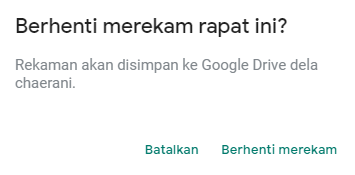 Berhenti merekam rapat ini?
Rekaman akan disimpan ke Google Drive dela
chaerani.
Batalkan Berhenti merekam